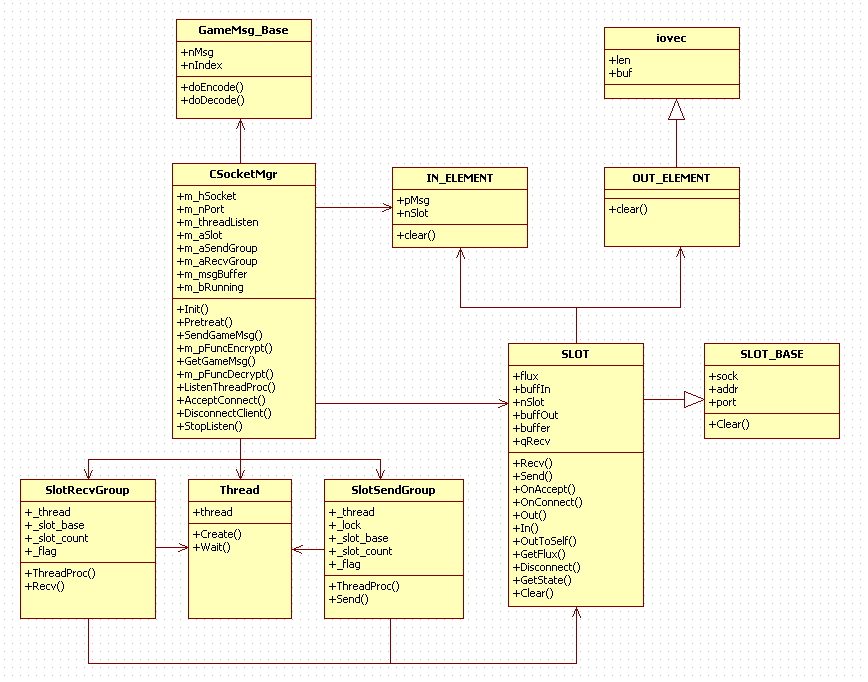 GameMsg_Base
+nMsg
+nIndex
+doEncode()
+doDecode()
iovec
+len
+buf
CSocketMgr
+m_hSocket
+m_nPort
+m_threadListen
+m_aSlot
+m_aSendGroup
+m_aRecvGroup
+m_msgBuffer
+m_bRunning
+Init()
+Pretreat()
+SendGameMsg()
+m_pFuncEncrypt()
+GetGameMsg()
+m_pFuncDecrypt()
+ListenThreadProc()
+AcceptConnect()
+DisconnectClient()
+StopListen()
IN_ELEMENT
+pMsg
+nSlot
+clear()
OUT_ELEMENT
+clear()
SLOT
+flux
+buffIn
+nSlot
+buffOut
+buffer
+qRecv
+Recv()
+Send()
+OnAccept()
+OnConnect()
+Out()
+In()
+OutToSelf()
+GetFlux()
+Disconnect()
+GetState()
+Clear()
SLOT_BASE
+sock
+addr
+port
+Clear()
SlotRecvGroup
+_thread
+_slot_base
+_slot_count
+_flag
+ThreadProc()
+Recv()
Thread
+thread
+Create()
+Wait()
SlotSendGroup
+_thread
+_lock
+_slot_base
+_slot_count
+_flag
+ThreadProc()
+Send()